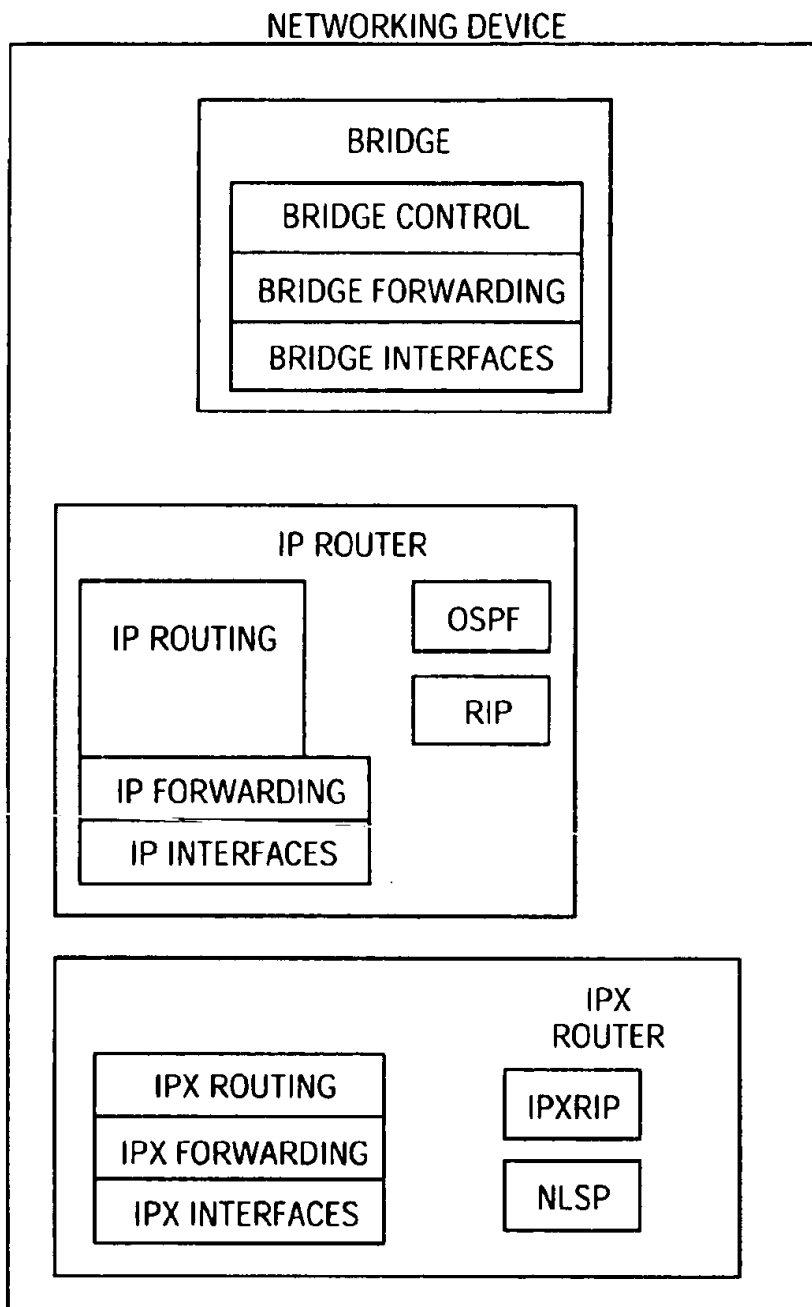 NETWORKING DEVICE
BRIDGE
BRIDGE CONTROL
BRIDGE FORWARDING
BRIDGE INTERFACES
IP ROUTER
IP ROUTING
OSPF
RIP
IP FORWARDING
IP INTERFACES
IPX
ROUTER
IPX ROUTING
IPXRIP
IPX FORWARDING
NLSP
IPX INTERFACES